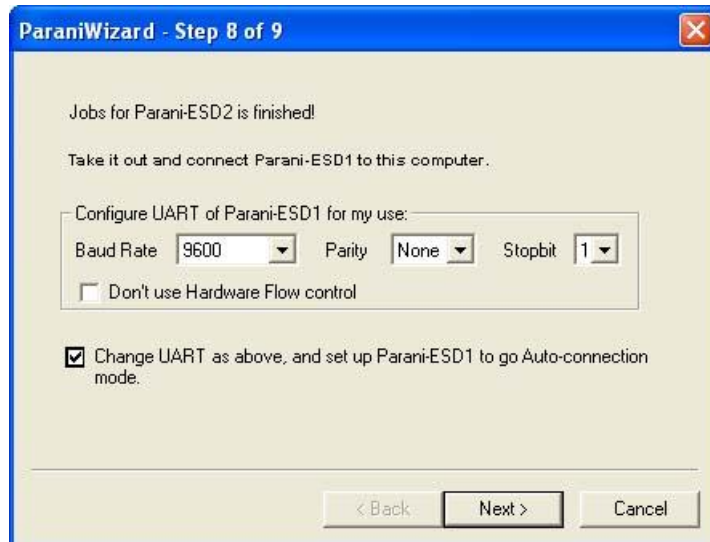 ParaniWizard - Step 8 of 9
Jobs for Parani-ESD2 is finished!
Take it out and connect Parani-ESD1 to this computer.
Configure UART of Parani-ESD1 for my use:
Baud Rate 9600 Parity None Stopbit 1
Don't use Hardware Flow control
Change UART as above, and set up Parani-ESD1 to go Auto-connection
mode.
< Back Next > Cancel